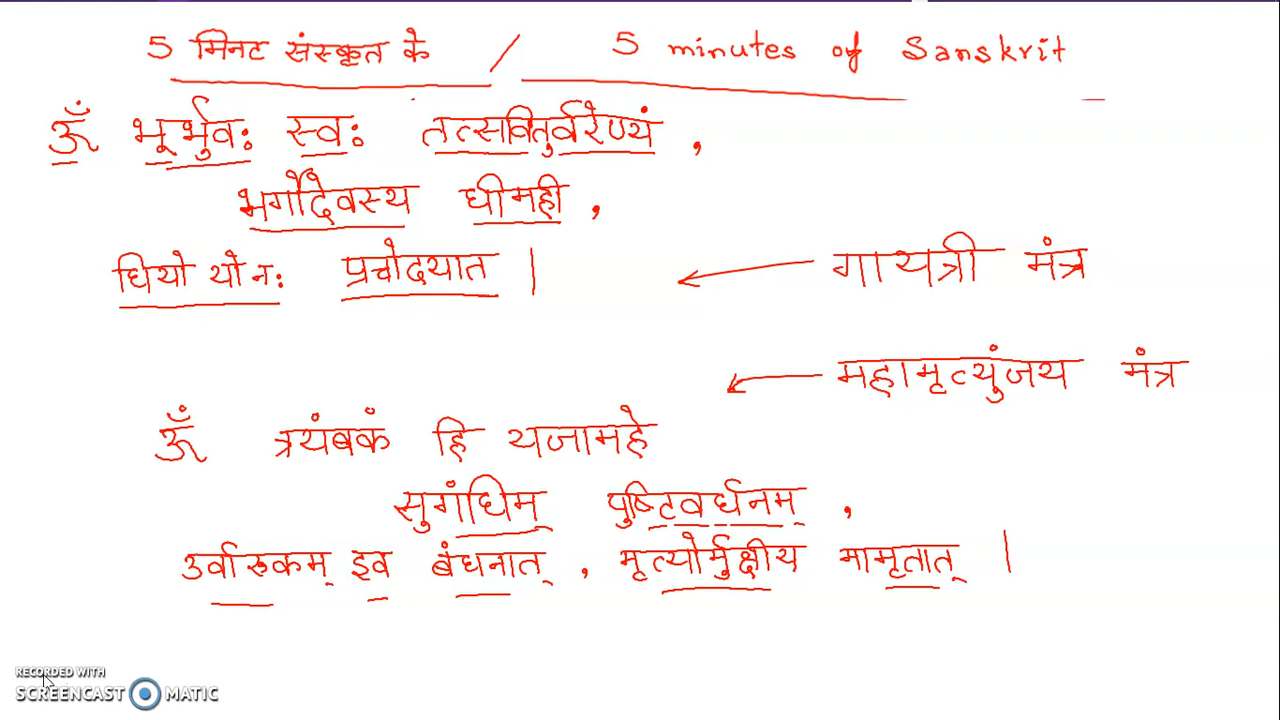 5 मिनट संस्कृत के / 5 minutes of Sanskrit
ॐ भूर्भुवः स्वः तत्सवितुर्वरेण्यं ,
भर्गोदेवस्य धीमही ,
धियो यो नः प्रचोदयात |
गायत्री मंत्र
महामृत्युंजय मंत्र
ॐ त्रयंबकं हि यजामहे
सुगंधिम् पुष्टिवर्धनम् ,
उर्वारुकम् इव बंधनात् , मृत्योर्मुक्षीय मामृतात् |
RECORDED WITH
SCREENCAST MATIC